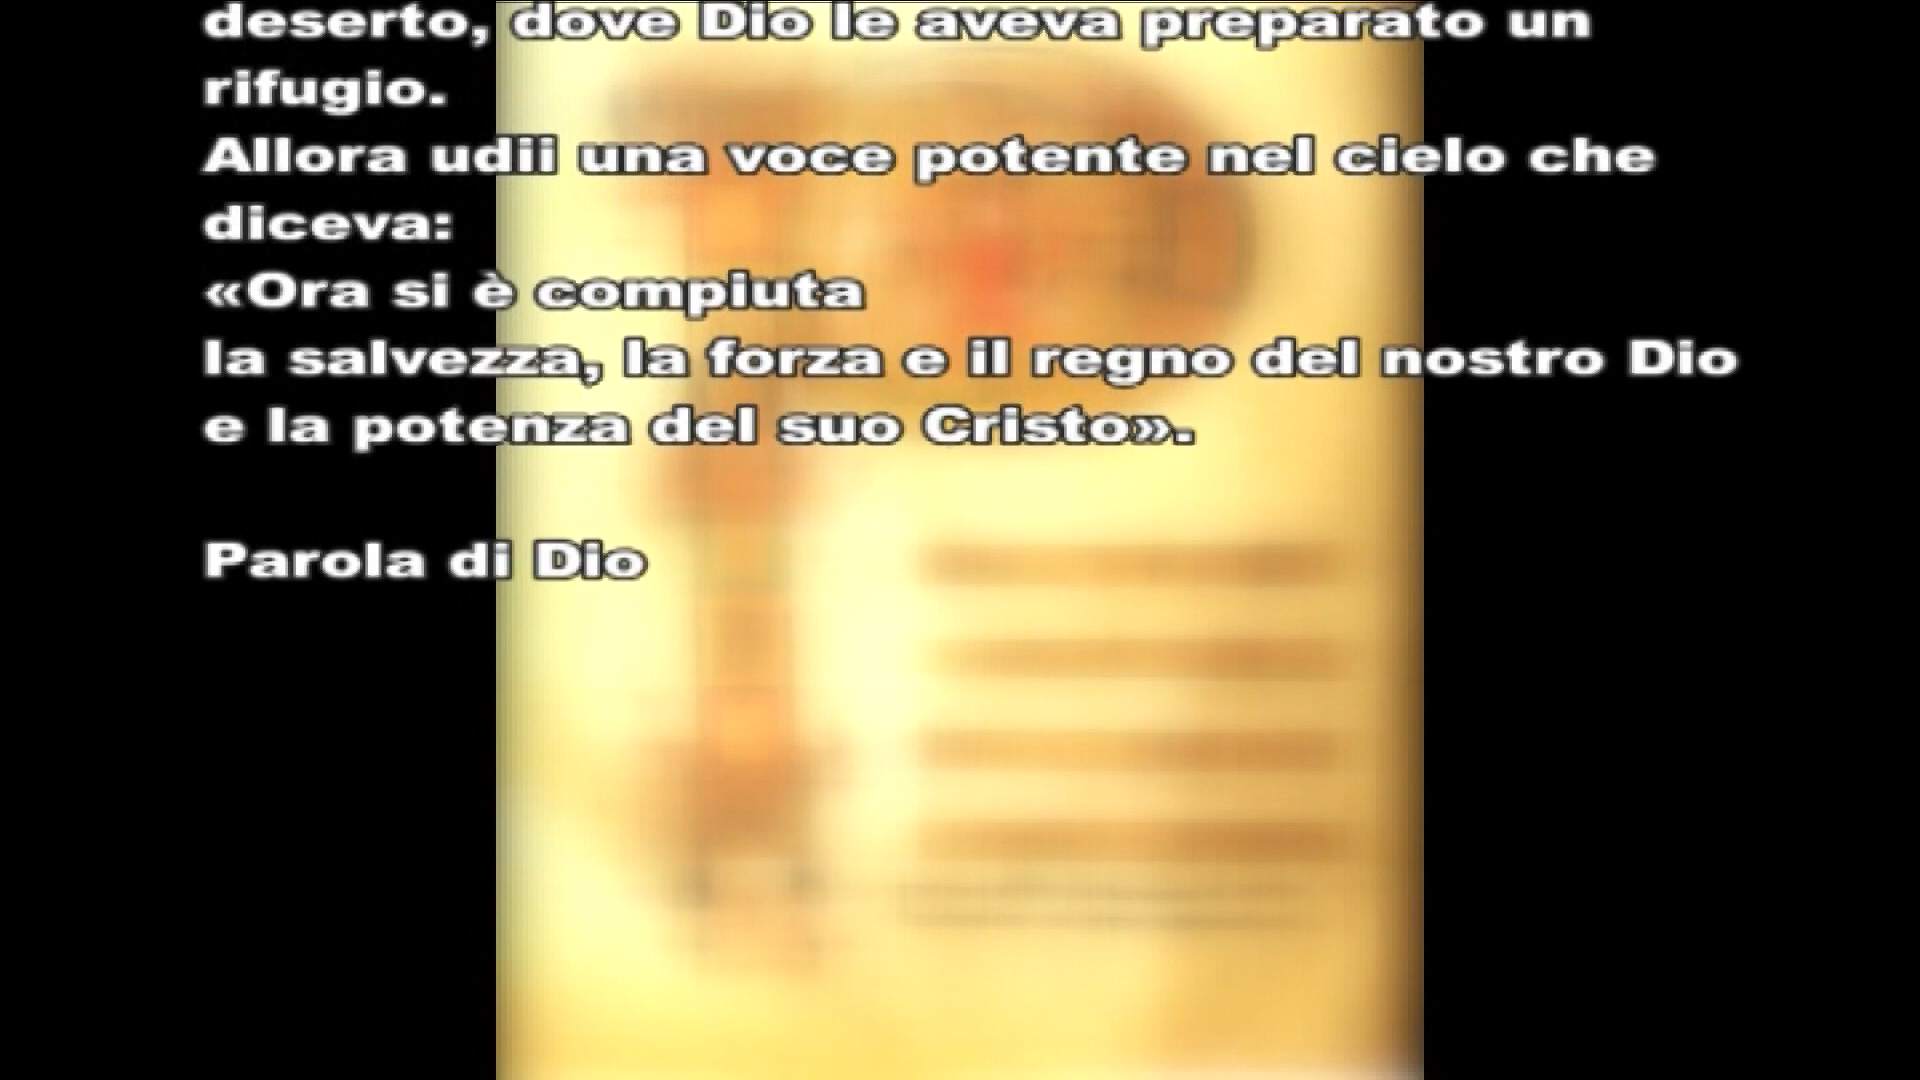 deserto, dove Dio le aveva preparato un
rifugio.
Allora udii una voce potente nel cielo che
diceva:
«Ora si è compiuta
la salvezza, la forza e il regno del nostro Dio
e la potenza del suo Cristo».
Parola di Dio